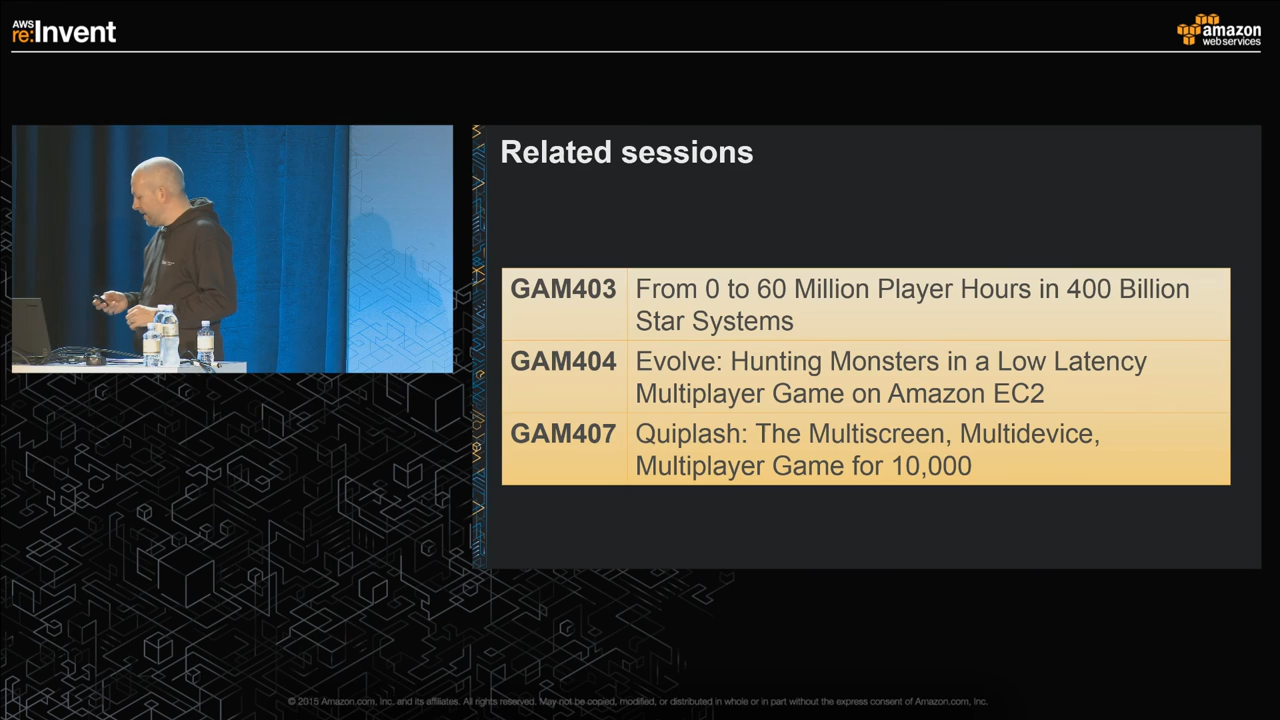 AWS
re:Invent
amazon
webservices
Related sessions
GAM403 From 0 to 60 Million Player Hours in 400 Billion
Star Systems
GAM404 Evolve: Hunting Monsters in a Low Latency
Multiplayer Game on Amazon EC2
GAM407 Quiplash: The Multiscreen, Multidevice,
Multiplayer Game for 10,000
© 2015 Amazon.com, Inc. and its affiliates. All rights reserved. May not be copied, modified, or distributed in whole or in part without the express consent of Amazon.com, Inc.